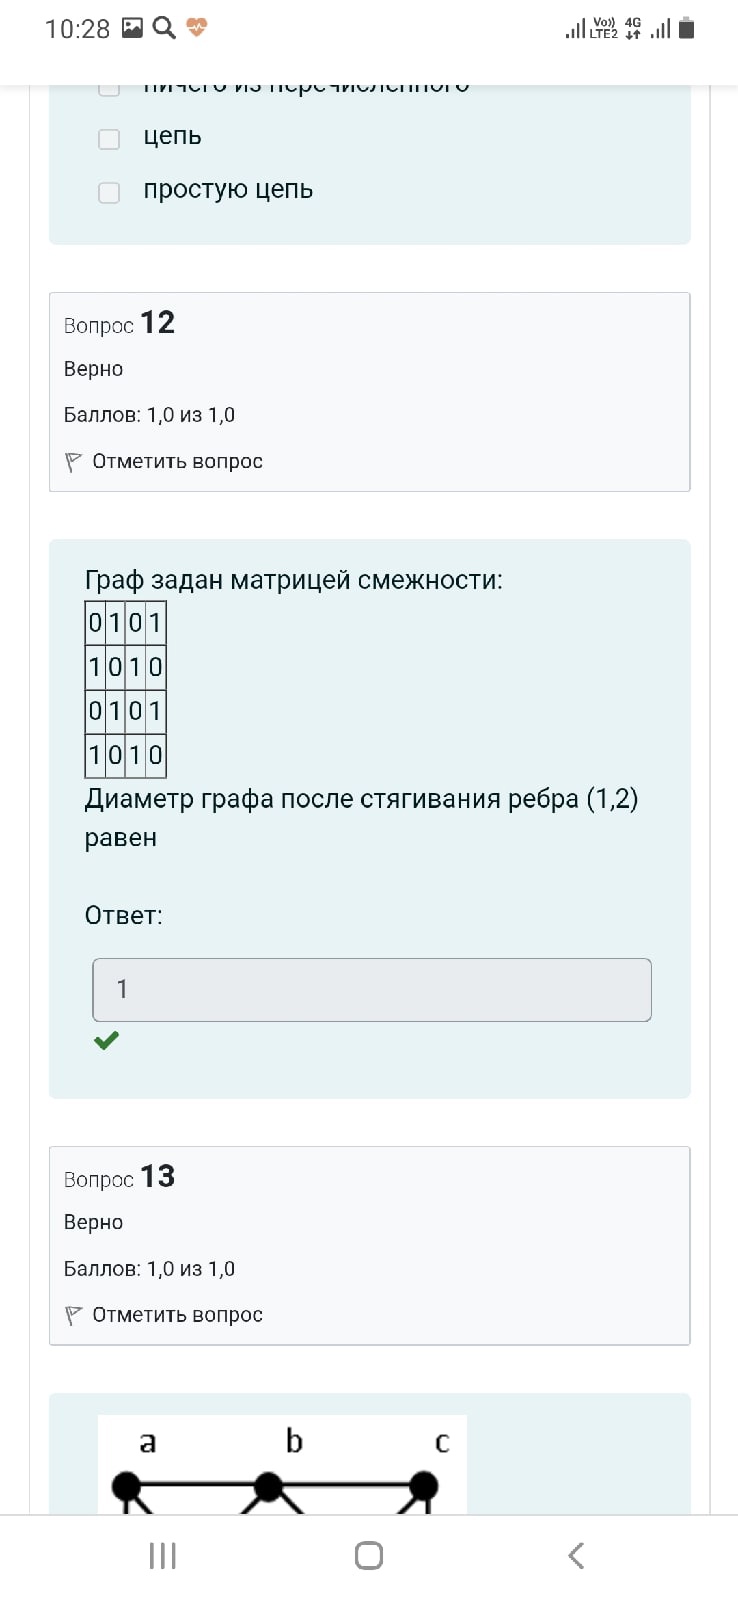 10:28 Vo)) LTE2 4G
ничего из перечисленного
цепь
простую цепь
Вопрос 12
Верно
Баллов: 1,0 из 1,0
Отметить вопрос
Граф задан матрицей смежности:
0 1 0 1
1 0 1 0
0 1 0 1
1 0 1 0
Диаметр графа после стягивания ребра (1,2)
равен
Ответ:
1
Вопрос 13
Верно
Баллов: 1,0 из 1,0
Отметить вопрос
a b c